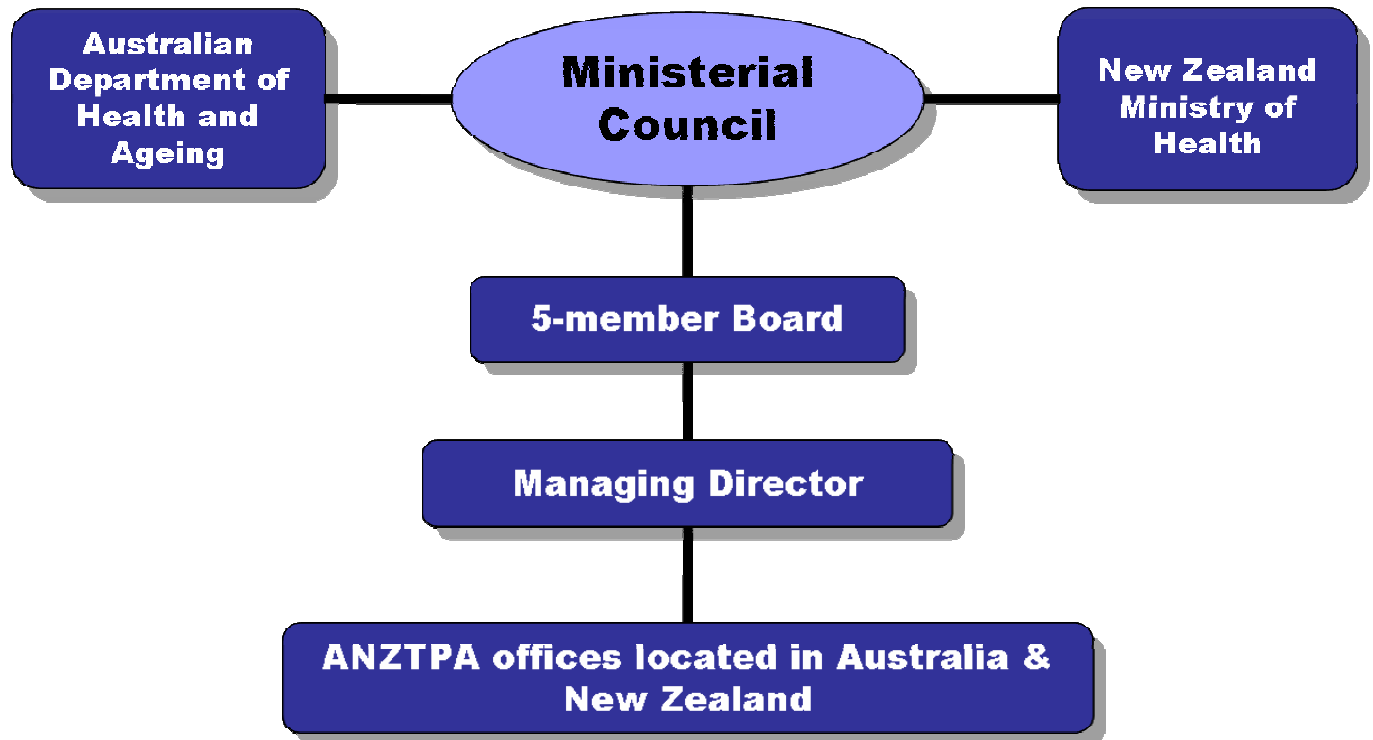 Australian
Department of
Health and
Ageing
Ministerial
Council
New Zealand
Ministry of
Health
5-member Board
Managing Director
ANZTPA offices located in Australia &
New Zealand